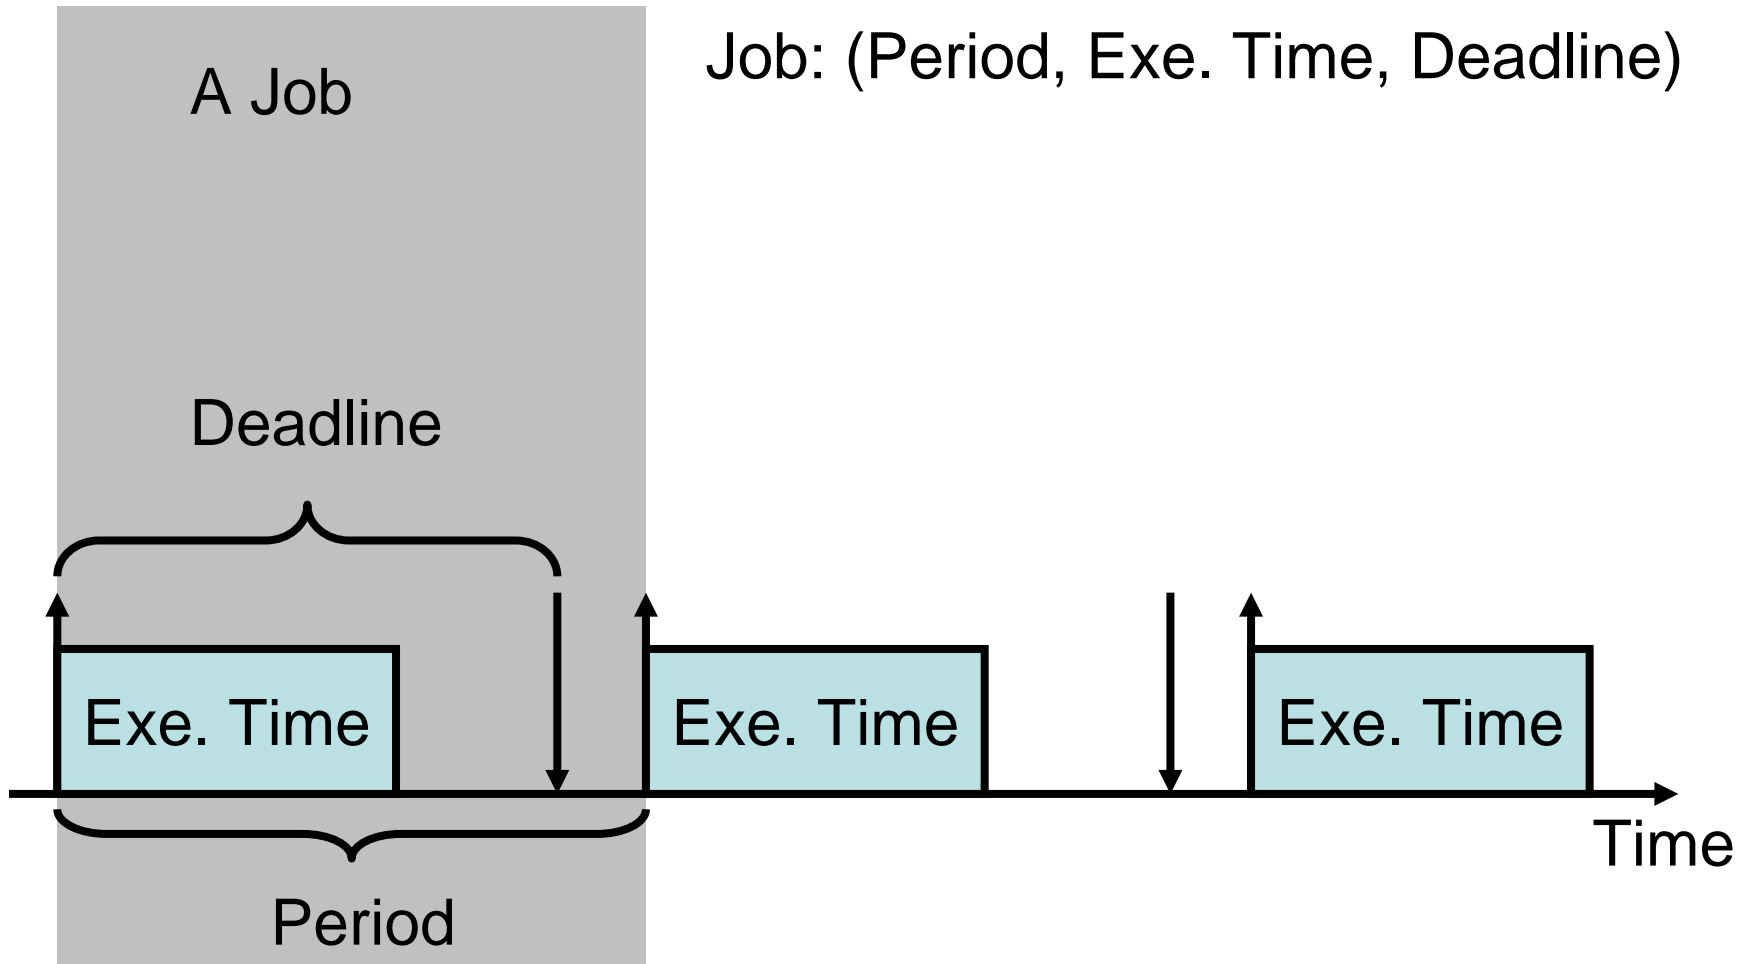 A Job
Job: (Period, Exe. Time, Deadline)
Deadline
Exe. Time
Exe. Time
Exe. Time
Time
Period